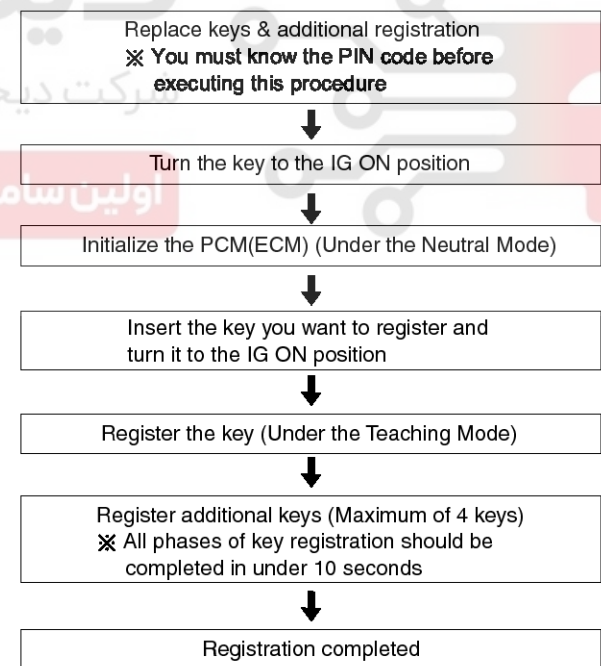 Replace keys & additional registration
※ You must know the PIN code before
executing this procedure
Turn the key to the IG ON position
Initialize the PCM(ECM) (Under the Neutral Mode)
Insert the key you want to register and
turn it to the IG ON position
Register the key (Under the Teaching Mode)
Register additional keys (Maximum of 4 keys)
※ All phases of key registration should be
completed in under 10 seconds
Registration completed
شرکت
اولین